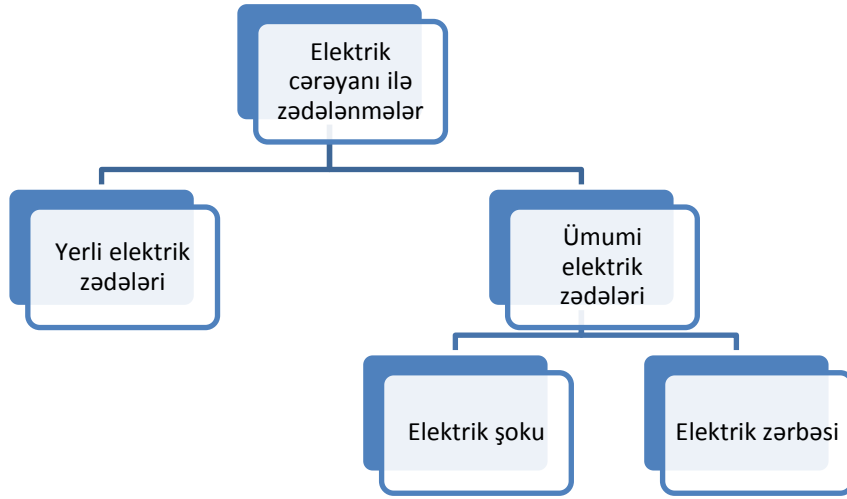 Elektrik
cərəyanı ilə
zədələnmələr
Yerli elektrik
zədələri
Ümumi
elektrik
zədələri
Elektrik şoku
Elektrik zərbəsi